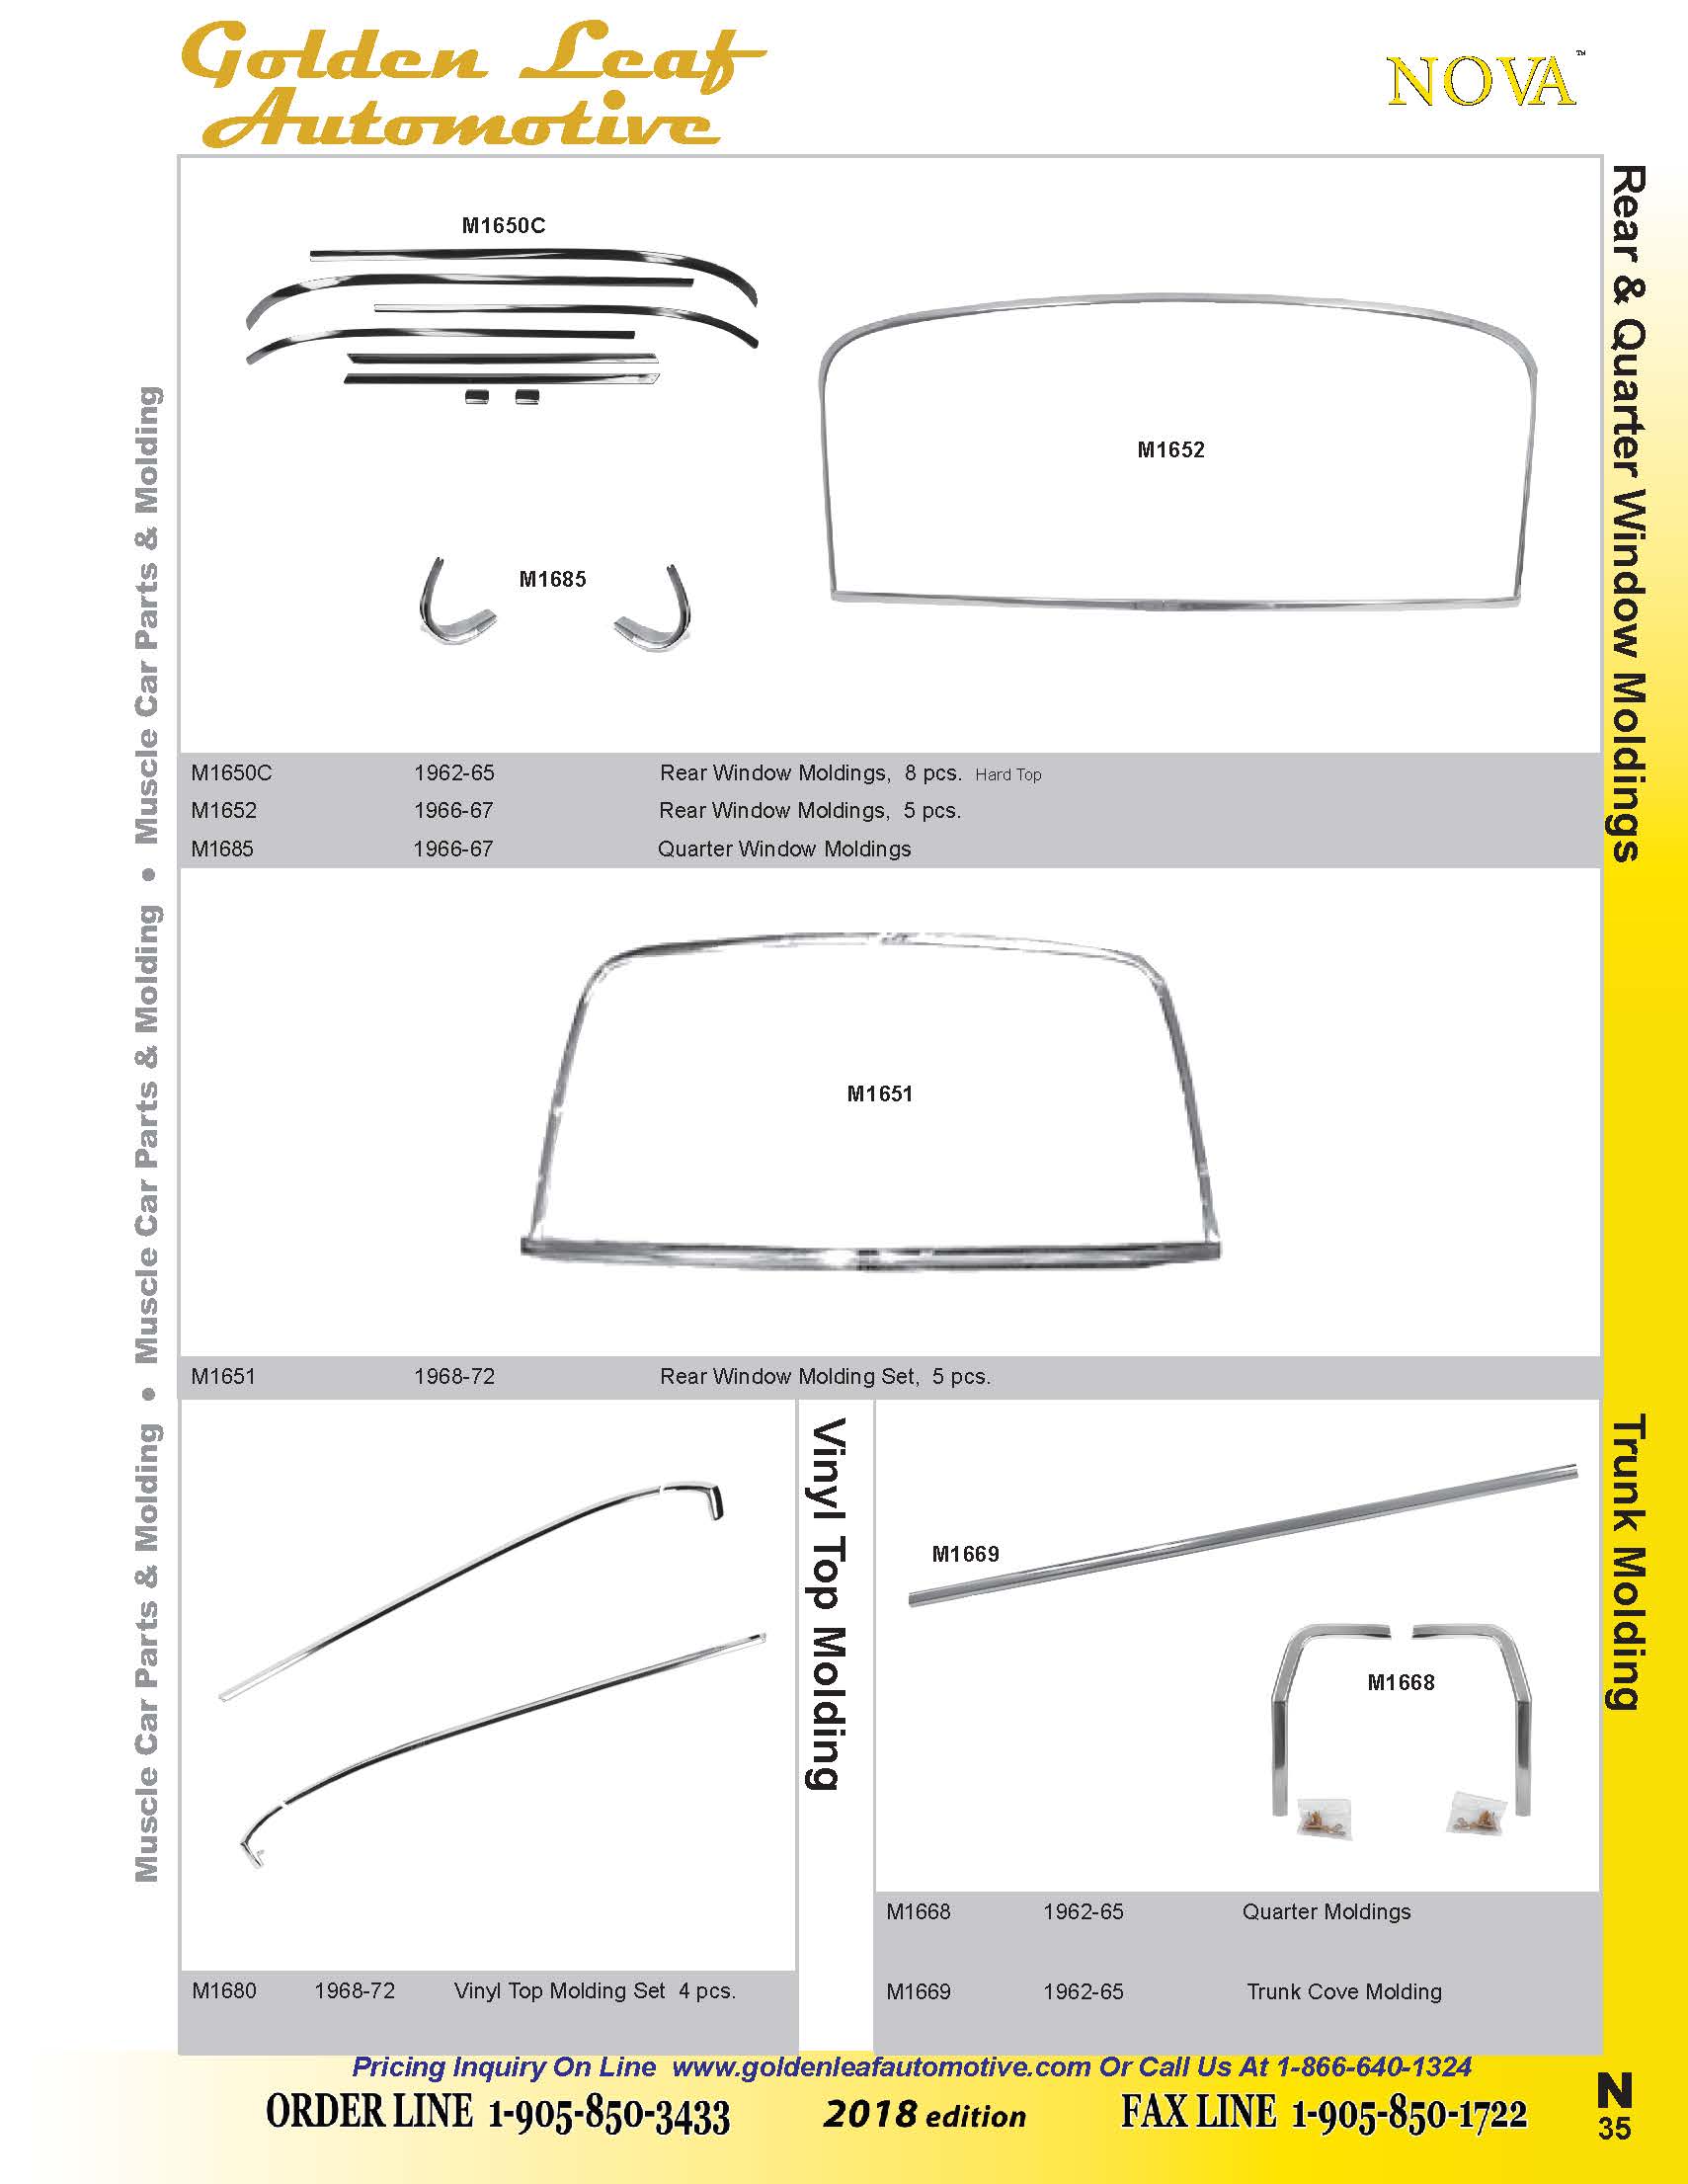 Golden Leaf
Automotive
NOVA™
Rear & Quarter Window Moldings
Muscle Car Parts & Molding • Muscle Car Parts & Molding • Muscle Car Parts & Molding
M1650C
M1652
M1685
M1650C 1962-65 Rear Window Moldings, 8 pcs. Hard Top
M1652 1966-67 Rear Window Moldings, 5 pcs.
M1685 1966-67 Quarter Window Moldings
M1651
M1651 1968-72 Rear Window Molding Set, 5 pcs.
Vinyl Top Molding
M1680 1968-72 Vinyl Top Molding Set 4 pcs.
Trunk Molding
M1669
M1668
M1668 1962-65 Quarter Moldings
M1669 1962-65 Trunk Cove Molding
Pricing Inquiry On Line www.goldenleafautomotive.com Or Call Us At 1-866-640-1324
ORDER LINE 1-905-850-3433 2018 edition FAX LINE 1-905-850-1722
N
35